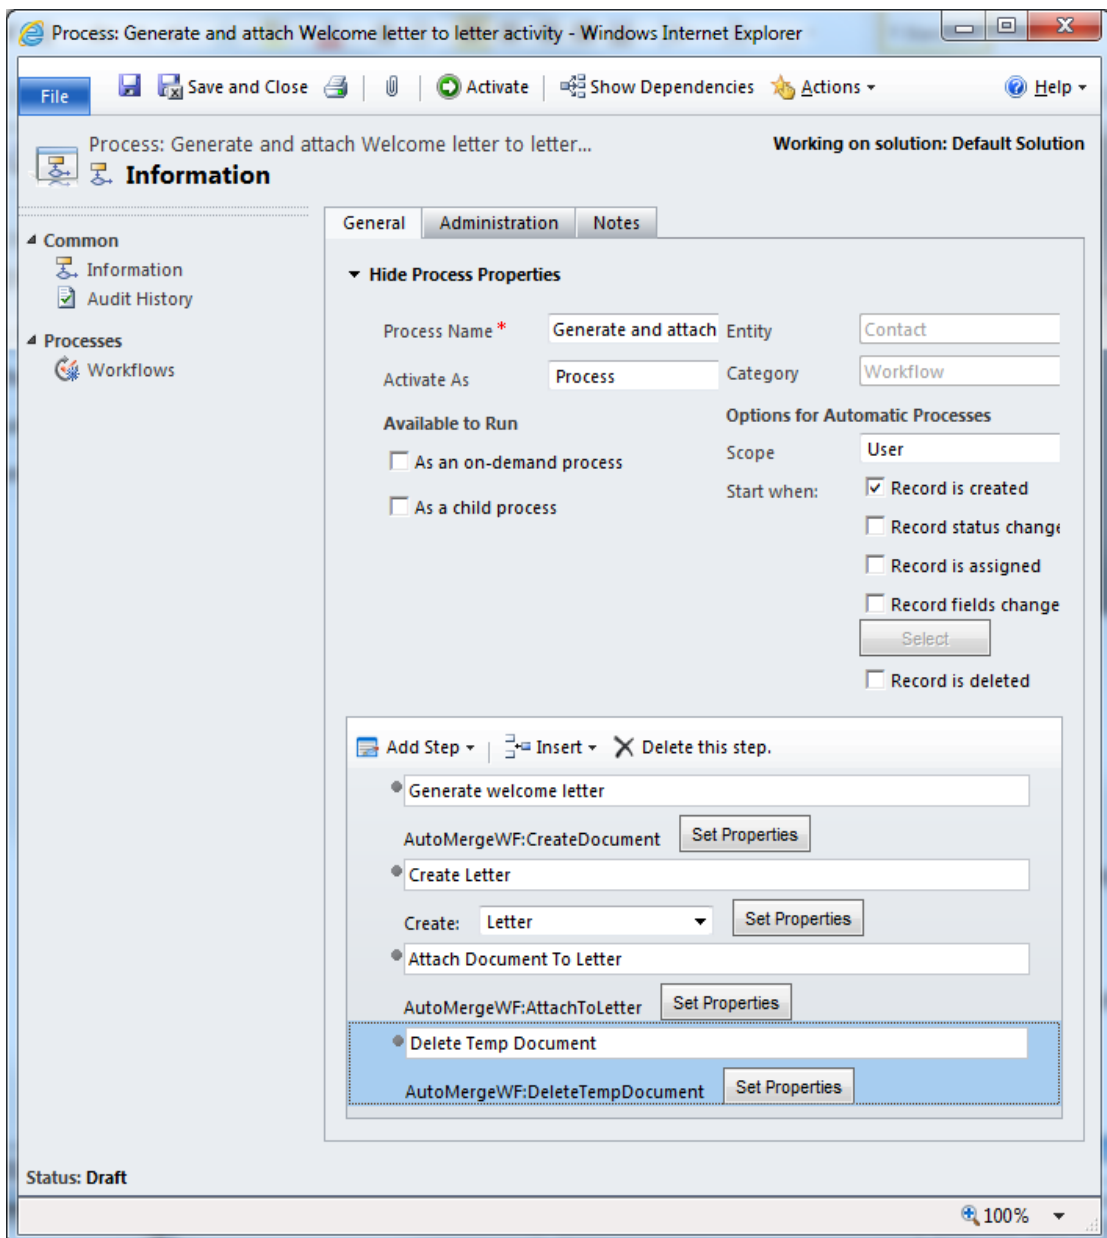 Process: Generate and attach Welcome letter to letter activity - Windows Internet Explorer
File Save and Close Activate Show Dependencies Actions Help
Process: Generate and attach Welcome letter to letter...
Working on solution: Default Solution
Information
Common
Information
Audit History
Processes
Workflows
General Administration Notes
Hide Process Properties
Process Name * Generate and attach Entity Contact
Activate As Process Category Workflow
Available to Run Options for Automatic Processes
As an on-demand process Scope User
As a child process Start when: Record is created
Record status change
Record is assigned
Record fields change
Select
Record is deleted
Add Step Insert Delete this step.
Generate welcome letter
AutoMergeWF:CreateDocument Set Properties
Create Letter
Create: Letter Set Properties
Attach Document To Letter
AutoMergeWF:AttachToLetter Set Properties
Delete Temp Document
AutoMergeWF:DeleteTempDocument Set Properties
Status: Draft
100%